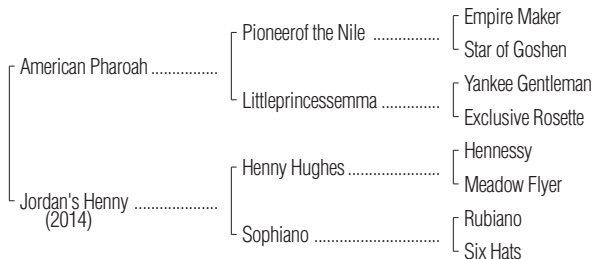 Empire Maker
Pioneerof the Nile ................
Star of Goshen
American Pharoah ................
Yankee Gentleman
Littleprincessemma ..............
Exclusive Rosette
Hennessy
Henny Hughes ......................
Meadow Flyer
Jordan's Henny ....................
(2014)
Rubiano
Sophiano ..............................
Six Hats